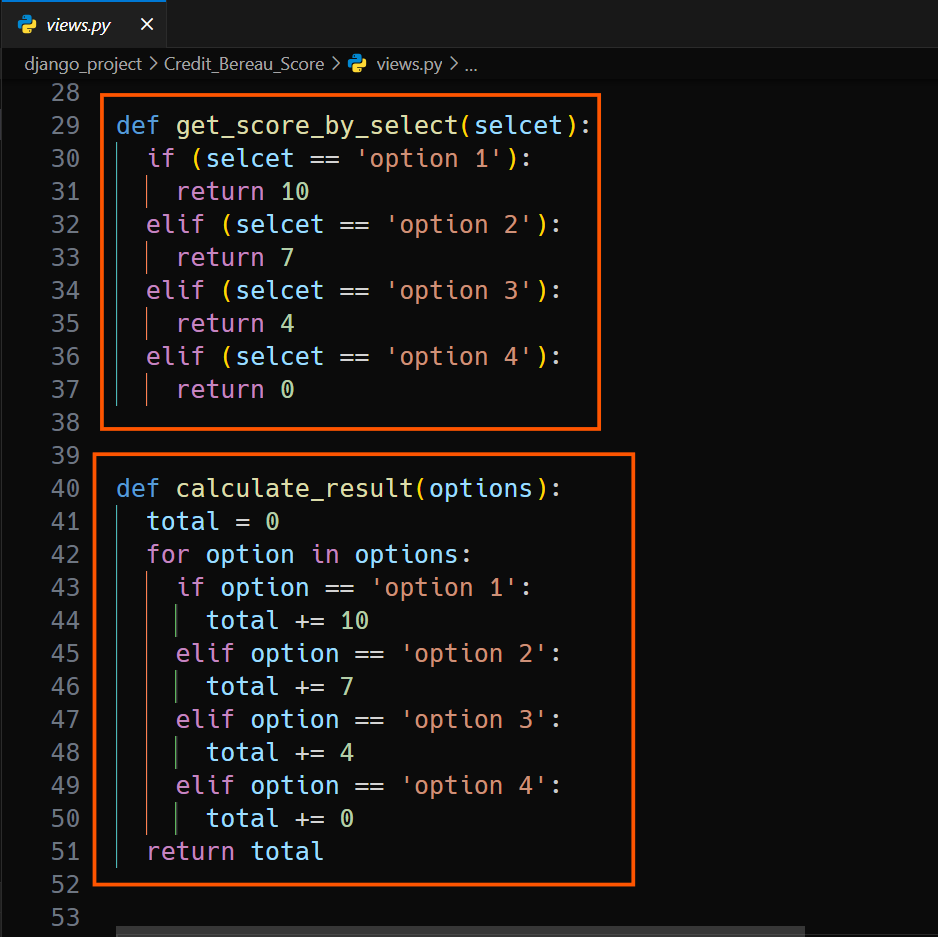 views.py ×
django_project > Credit_Bereau_Score > views.py > ...
28
29 def get_score_by_select(selcet):
30   if (selcet == 'option 1'):
31     return 10
32   elif (selcet == 'option 2'):
33     return 7
34   elif (selcet == 'option 3'):
35     return 4
36   elif (selcet == 'option 4'):
37     return 0
38
39
40 def calculate_result(options):
41   total = 0
42   for option in options:
43     if option == 'option 1':
44       total += 10
45     elif option == 'option 2':
46       total += 7
47     elif option == 'option 3':
48       total += 4
49     elif option == 'option 4':
50       total += 0
51   return total
52
53